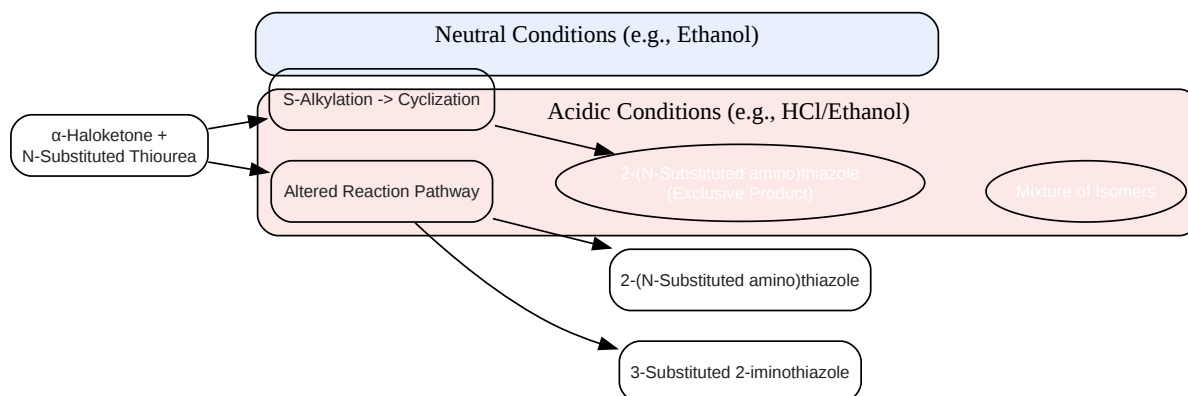 Neutral Conditions (e.g., Ethanol)
S-Alkylation -> Cyclization
Acidic Conditions (e.g., HCl/Ethanol)
α-Haloketone +
N-Substituted Thiourea
2-(N-Substituted amino)thiazole
(Exclusive Product)
Altered Reaction Pathway
Mixture of Isomers
2-(N-Substituted amino)thiazole
3-Substituted 2-iminothiazole